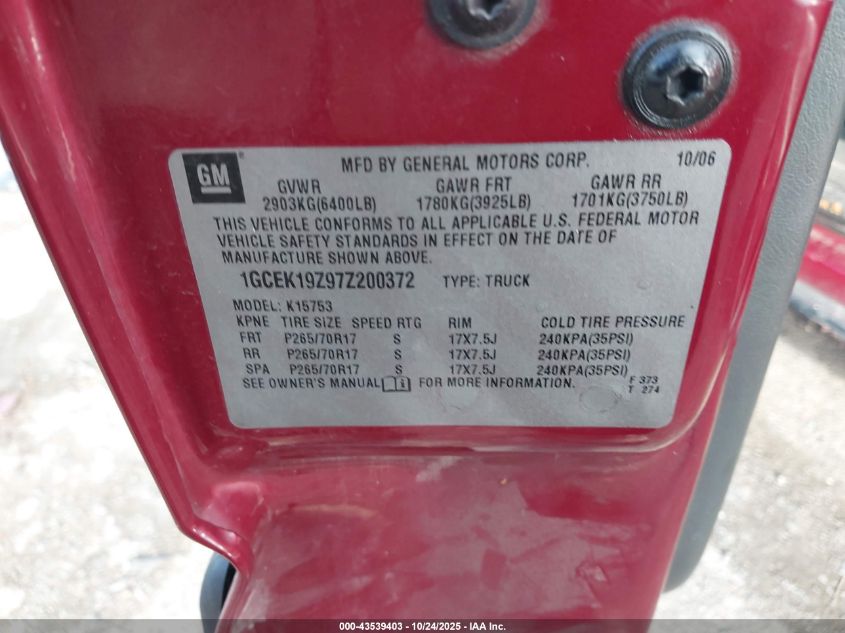 GM MFD BY GENERAL MOTORS CORP. 10/06
GVWR GAWR FRT GAWR RR
2903KG(6400LB) 1780KG(3925LB) 1701KG(3750LB)
THIS VEHICLE CONFORMS TO ALL APPLICABLE U.S. FEDERAL MOTOR
VEHICLE SAFETY STANDARDS IN EFFECT ON THE DATE OF
MANUFACTURE SHOWN ABOVE.
1GCEK19Z97Z200372 TYPE: TRUCK
MODEL: K15753
KPNE TIRE SIZE SPEED RTG RIM COLD TIRE PRESSURE
FRT P265/70R17 S 17X7.5J 240KPA(35PSI)
RR P265/70R17 S 17X7.5J 240KPA(35PSI)
SPA P265/70R17 S 17X7.5J 240KPA(35PSI)
SEE OWNER'S MANUAL i FOR MORE INFORMATION. F 373
T 274
000-43539403 - 10/24/2025 - IAA Inc.